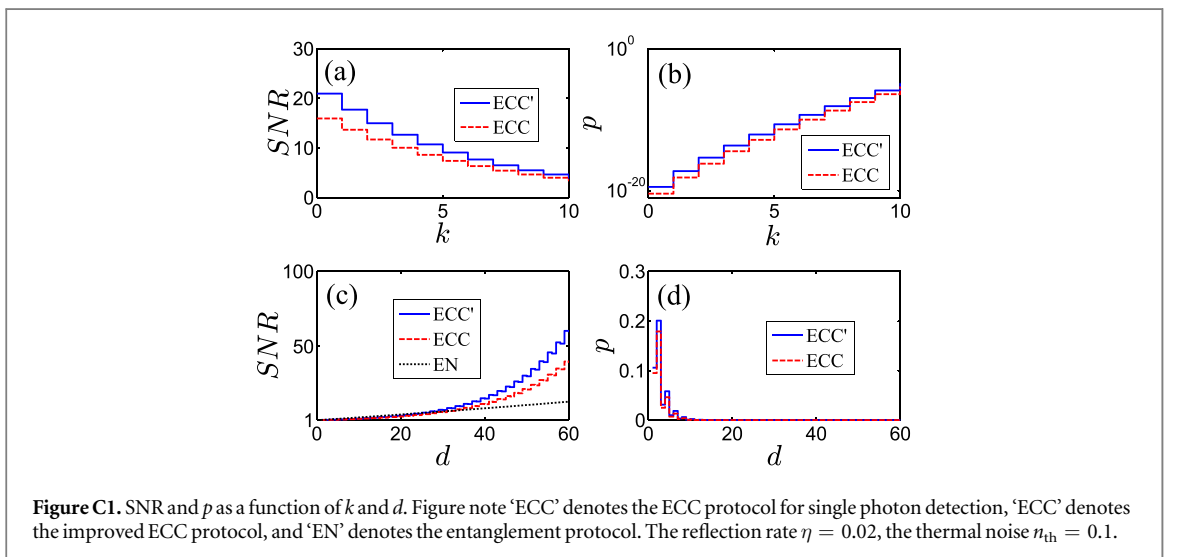 (a)
SNR
30
20
10
0
0
5
10
k
ECC'
ECC
(b)
p
10^0
10^-20
0
5
10
k
ECC'
ECC
(c)
SNR
100
50
1
0
20
40
60
d
ECC'
ECC
EN
(d)
p
0.3
0.2
0.1
0
0
20
40
60
d
ECC'
ECC
Figure C1. SNR and p as a function of k and d. Figure note ‘ECC’ denotes the ECC protocol for single photon detection, ‘ECC’ denotes
the improved ECC protocol, and ‘EN’ denotes the entanglement protocol. The reflection rate η = 0.02, the thermal noise n_th = 0.1.